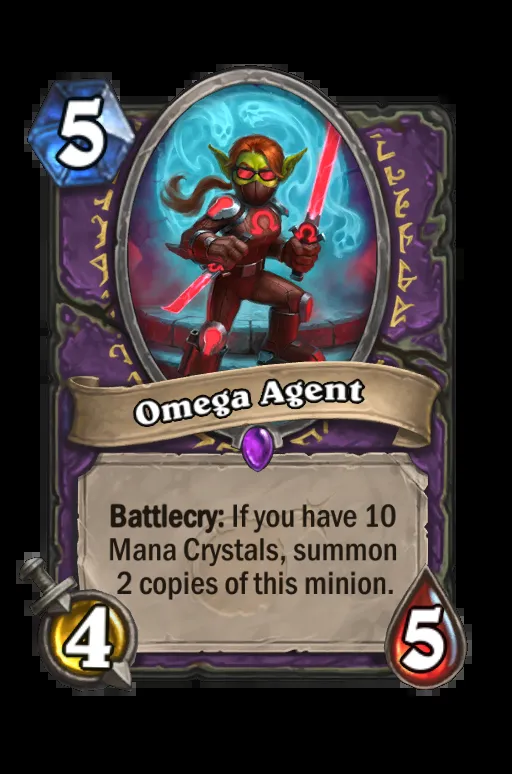 5
Omega Agent
Battlecry: If you have 10
Mana Crystals, summon
2 copies of this minion.
4
5